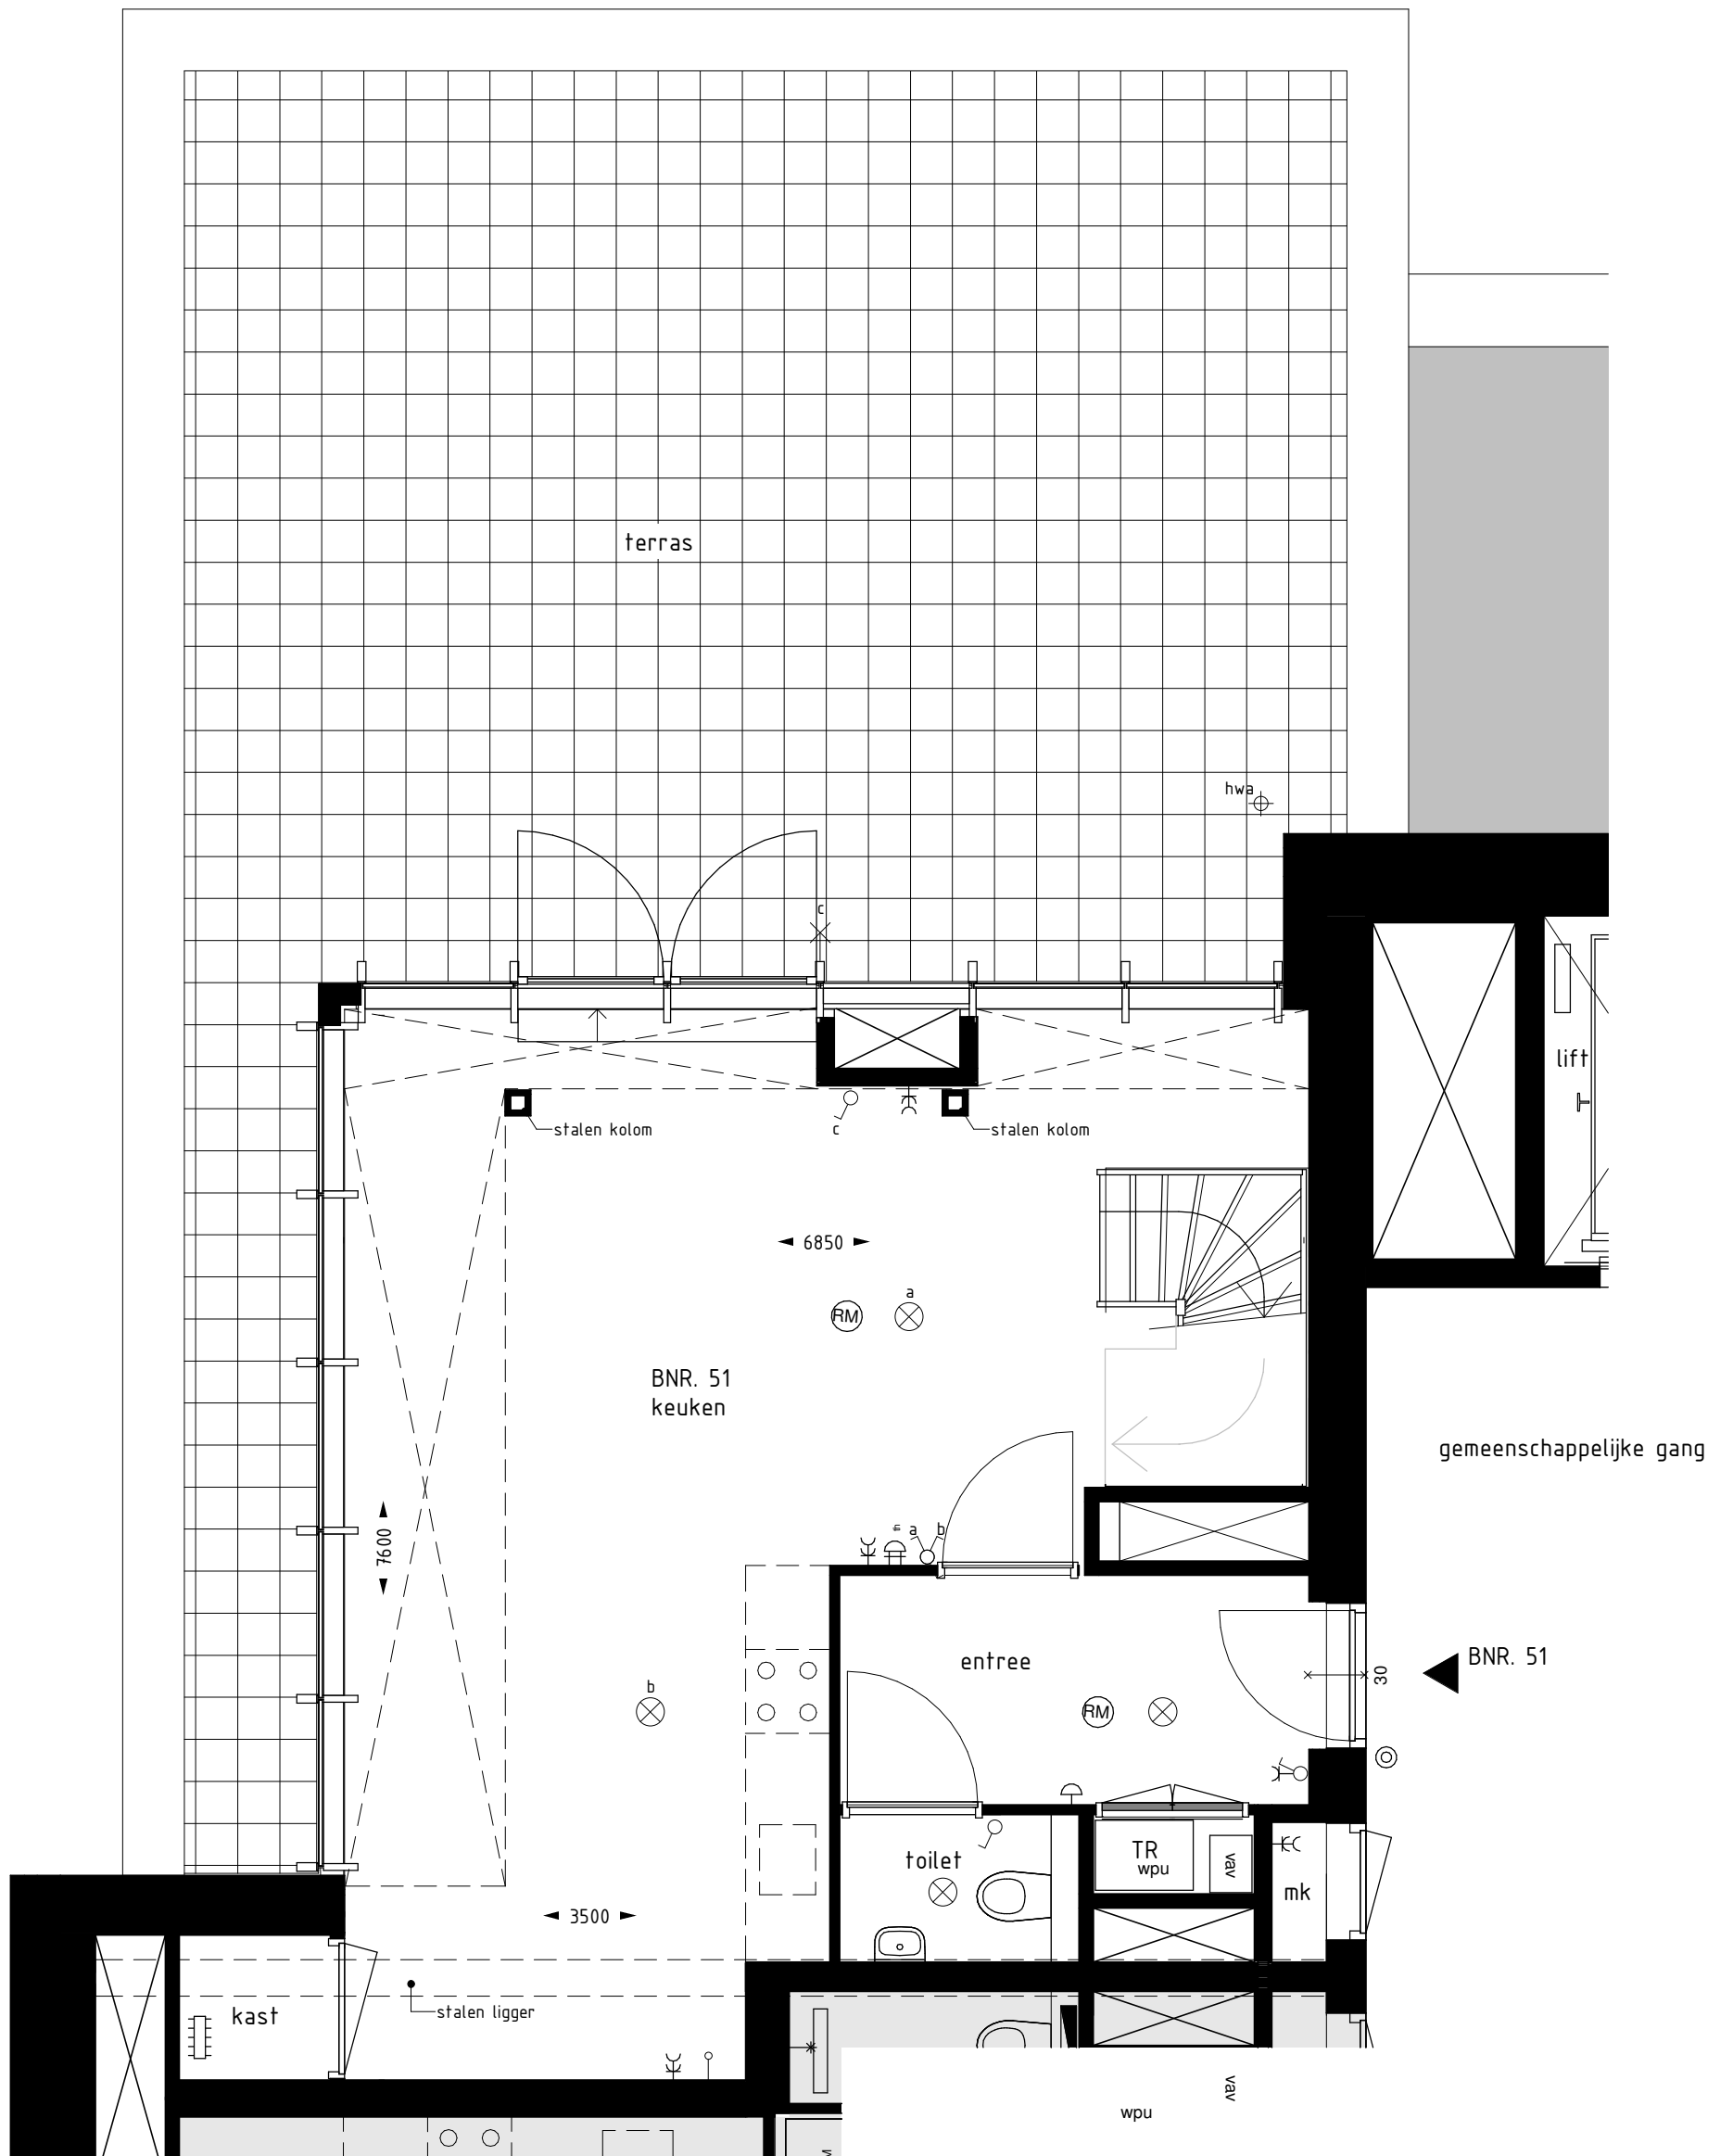 terras
hwa
c
lift
stalen kolom
c
stalen kolom
6850
RM
a
BNR. 51
keuken
gemeenschappelijke gang
7600
a
b
entree
BNR. 51
30
b
RM
toilet
TR
wpu
vav
mk
3500
kast
stalen ligger
vav
wpu